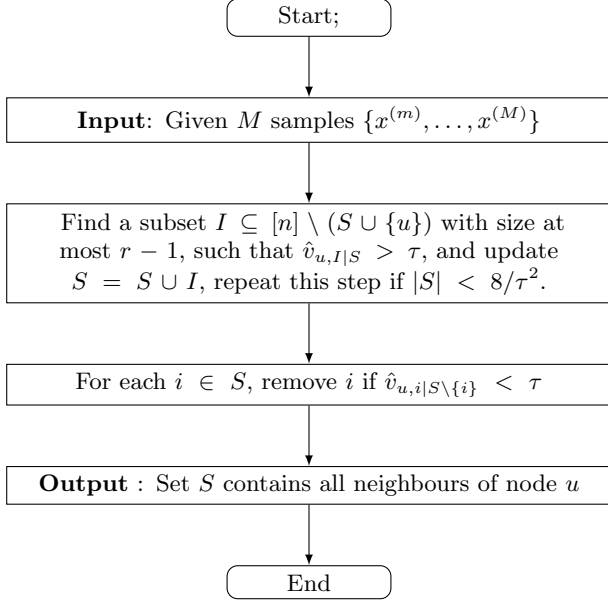 Start;
Input: Given M samples {x^{(m)}, . . . , x^{(M)}}
Find a subset I ⊆ [n] \ (S ∪ {u}) with size at
most r − 1, such that v̂_{u,I|S} > τ, and update
S = S ∪ I, repeat this step if |S| < 8/τ^2.
For each i ∈ S, remove i if v̂_{u,i|S\{i}} < τ
Output : Set S contains all neighbours of node u
End